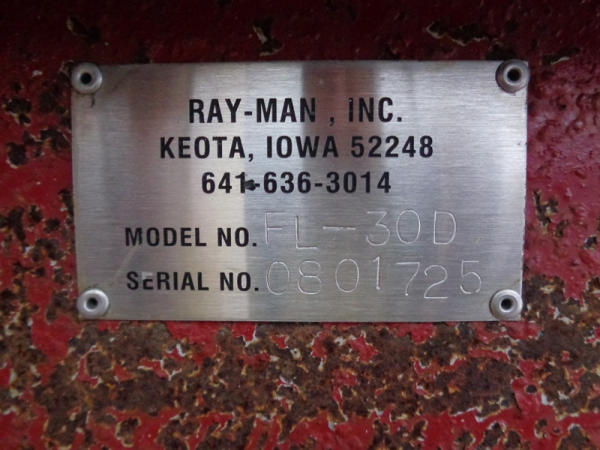 RAY-MAN , INC.
KEOTA, IOWA 52248
641-636-3014
MODEL NO. FL-30D
SERIAL NO. 0801725